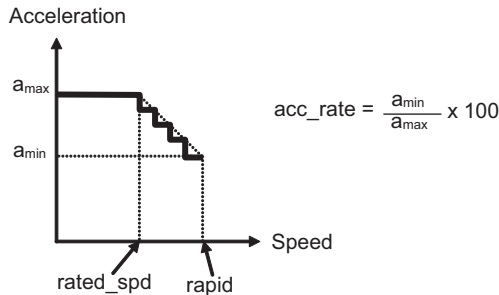 Acceleration
amax
amin
acc_rate = amin / amax x 100
Speed
rated_spd
rapid